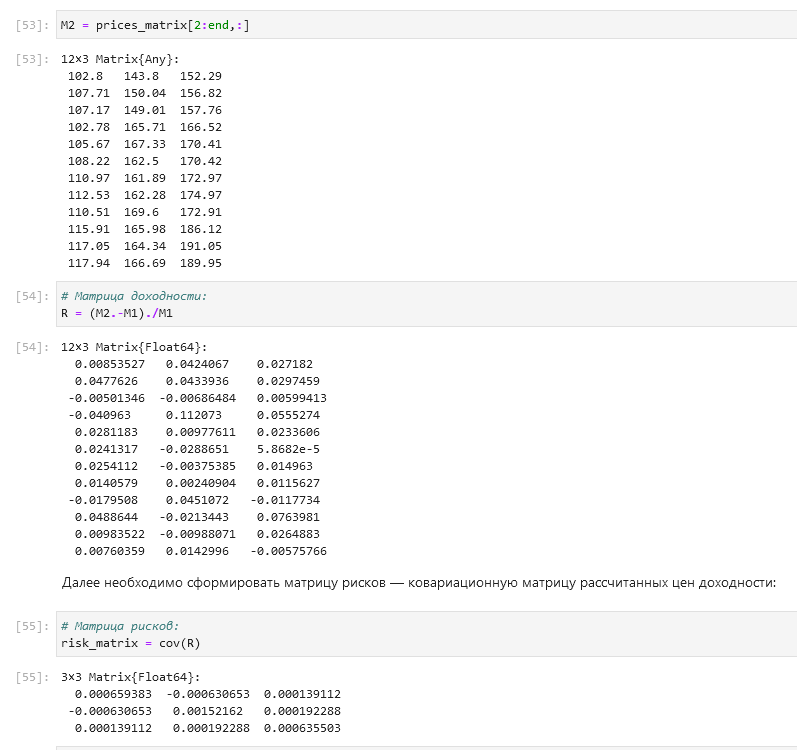 [53]: M2 = prices_matrix[2:end,:]
[53]: 12×3 Matrix{Any}:
102.8 143.8 152.29
107.71 150.04 156.82
107.17 149.01 157.76
102.78 165.71 166.52
105.67 167.33 170.41
108.22 162.5 170.42
110.97 161.89 172.97
112.53 162.28 174.97
110.51 169.6 172.91
115.91 165.98 186.12
117.05 164.34 191.05
117.94 166.69 189.95
[54]: # Матрица доходности:
R = (M2.-M1)./M1
[54]: 12×3 Matrix{Float64}:
0.00853527 0.0424067 0.027182
0.0477626 0.0433936 0.0297459
-0.00501346 -0.00686484 0.00599413
-0.040963 0.112073 0.0555274
0.0281183 0.00977611 0.0233606
0.0241317 -0.0288651 5.8682e-5
0.0254112 -0.00375385 0.014963
0.0140579 0.00240904 0.0115627
-0.0179508 0.0451072 -0.0117734
0.0488644 -0.0213443 0.0763981
0.00983522 -0.00988071 0.0264883
0.00760359 0.0142996 -0.00575766
Далее необходимо сформировать матрицу рисков — ковариационную матрицу рассчитанных цен доходности:
[55]: # Матрица рисков:
risk_matrix = cov(R)
[55]: 3×3 Matrix{Float64}:
0.000659383 -0.000630653 0.000139112
-0.000630653 0.00152162 0.000192288
0.000139112 0.000192288 0.000635503